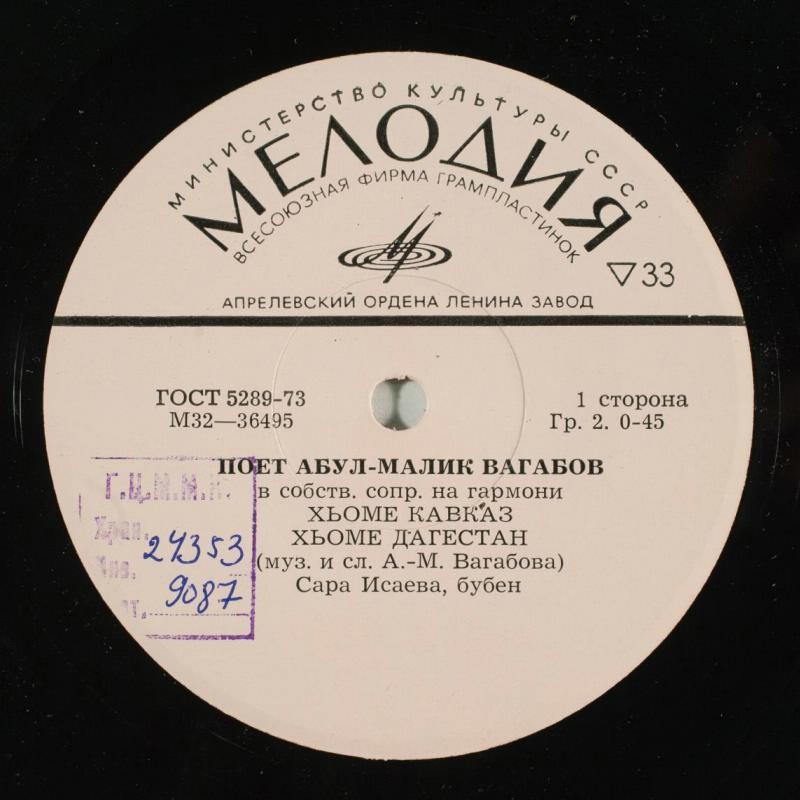 МИНИСТЕРСТВО КУЛЬТУРЫ СССР
МЕЛОДИЯ
ВСЕСОЮЗНАЯ ФИРМА ГРАМПЛАСТИНОК
▽33
АПРЕЛЕВСКИЙ ОРДЕНА ЛЕНИНА ЗАВОД
ГОСТ 5289-73
М32—36495
1 сторона
Гр. 2. 0-45
ПОЕТ АБУЛ-МАЛИК ВАГАБОВ
в собств. сопр. на гармони
ХЬОМЕ КАВКАЗ
ХЬОМЕ ДАГЕСТАН
(муз. и сл. А.-М. Вагабова)
Сара Исаева, бубен
Г.Ц.М.М.К.
Хран.
Инв. 24353
9087